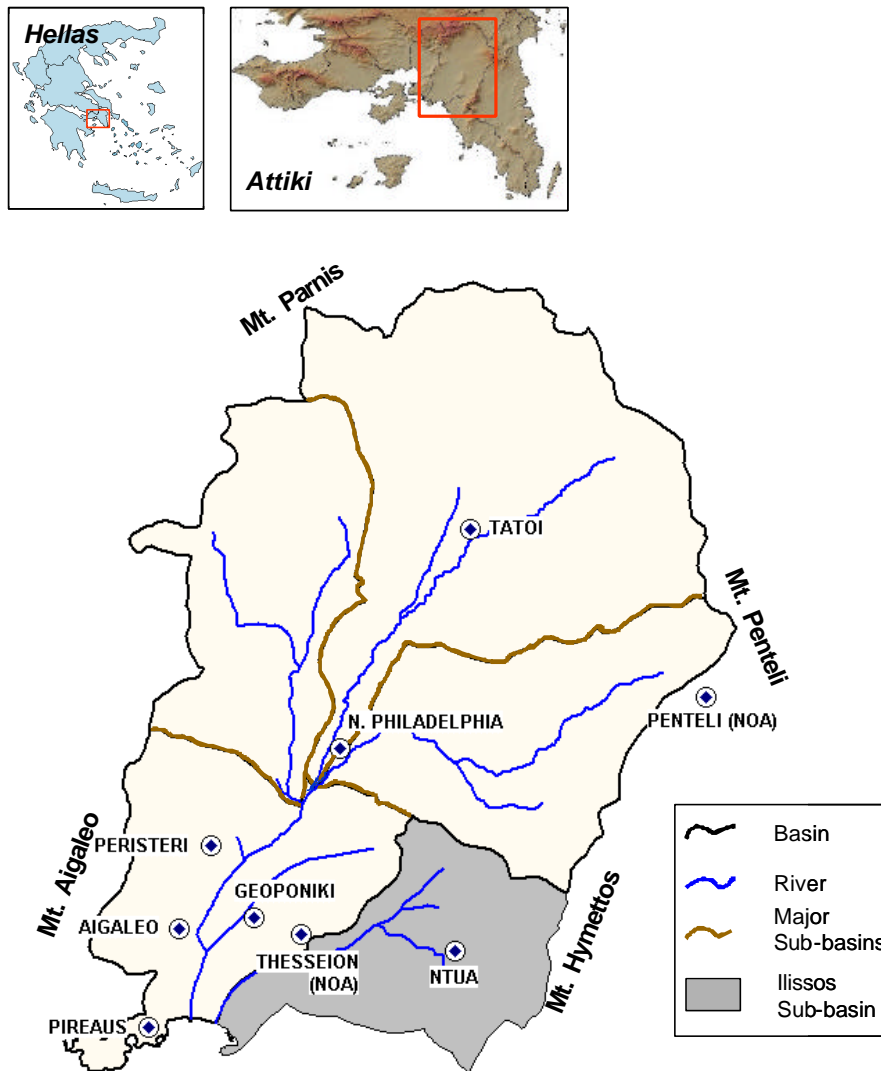 Hellas
Attiki
Mt. Parnis
TATOI
Mt. Penteli
PENTELI (NOA)
N. PHILADELPHIA
Mt. Aigaleo
PERISTERI
GEOPONIKI
AIGALEO
THESSEION
(NOA)
NTUA
Mt. Hymettos
PIREAUS
Basin
River
Major
Sub-basins
Ilissos
Sub-basin